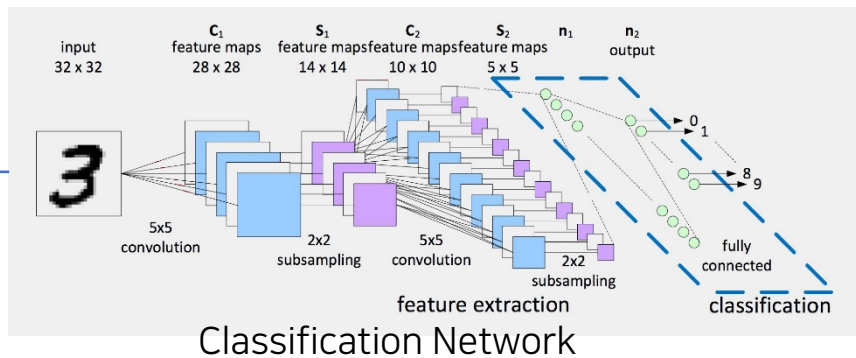 input
32 x 32
C1
feature maps
28 x 28
S1
feature maps
14 x 14
C2
feature maps
10 x 10
S2
feature maps
5 x 5
n1
n2
output
3
0
1
8
9
5x5
convolution
2x2
subsampling
5x5
convolution
2x2
subsampling
fully
connected
feature extraction
classification
Classification Network